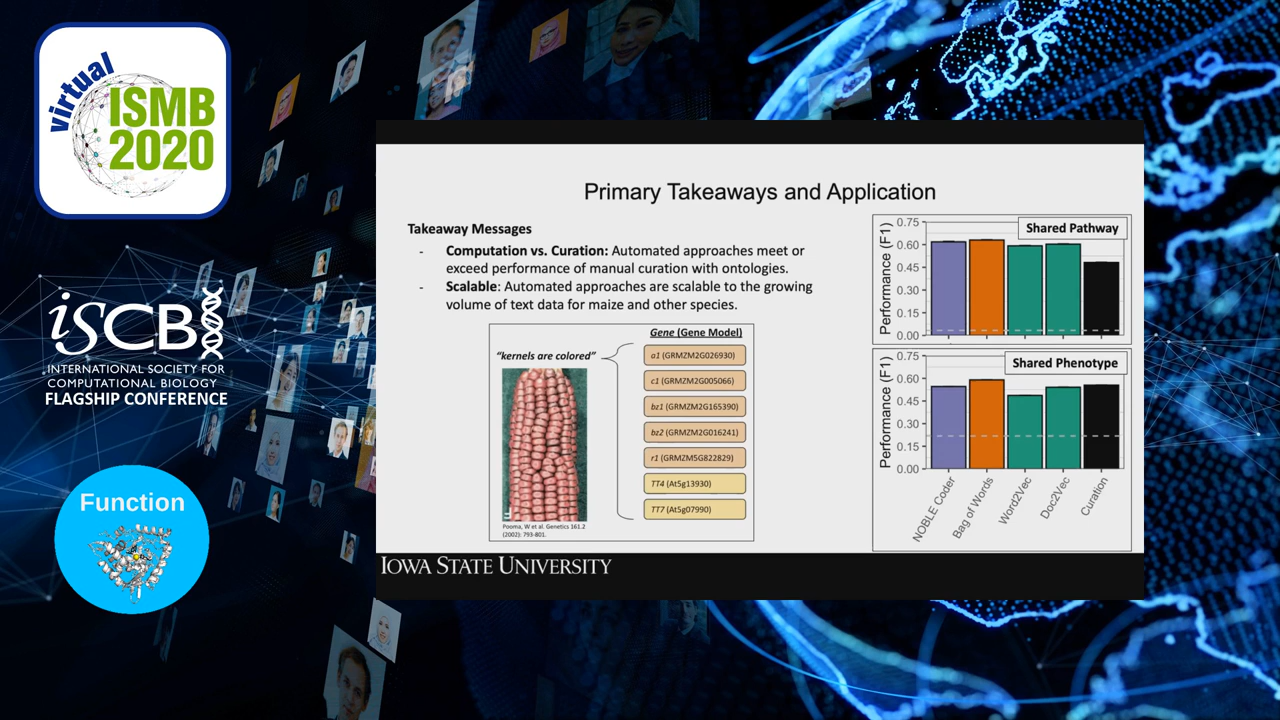 virtual
ISMB
2020
iSCB
INTERNATIONAL SOCIETY FOR
COMPUTATIONAL BIOLOGY
FLAGSHIP CONFERENCE
Function
Primary Takeaways and Application
Takeaway Messages
- Computation vs. Curation: Automated approaches meet or
exceed performance of manual curation with ontologies.
- Scalable: Automated approaches are scalable to the growing
volume of text data for maize and other species.
"kernels are colored"
Gene (Gene Model)
a1 (GRMZM2G026930)
c1 (GRMZM2G005066)
bz1 (GRMZM2G165390)
bz2 (GRMZM2G016241)
r1 (GRMZM5G822829)
TT4 (At5g13930)
TT7 (At5g07990)
Pooma, W et al. Genetics 161.2
(2002): 793-801.
Shared Pathway
Performance (F1)
0.75
0.60
0.45
0.30
0.15
0.00
Shared Phenotype
Performance (F1)
0.75
0.60
0.45
0.30
0.15
0.00
NOBLE Coder
Bag of Words
Word2Vec
Doc2Vec
Curation
IOWA STATE UNIVERSITY